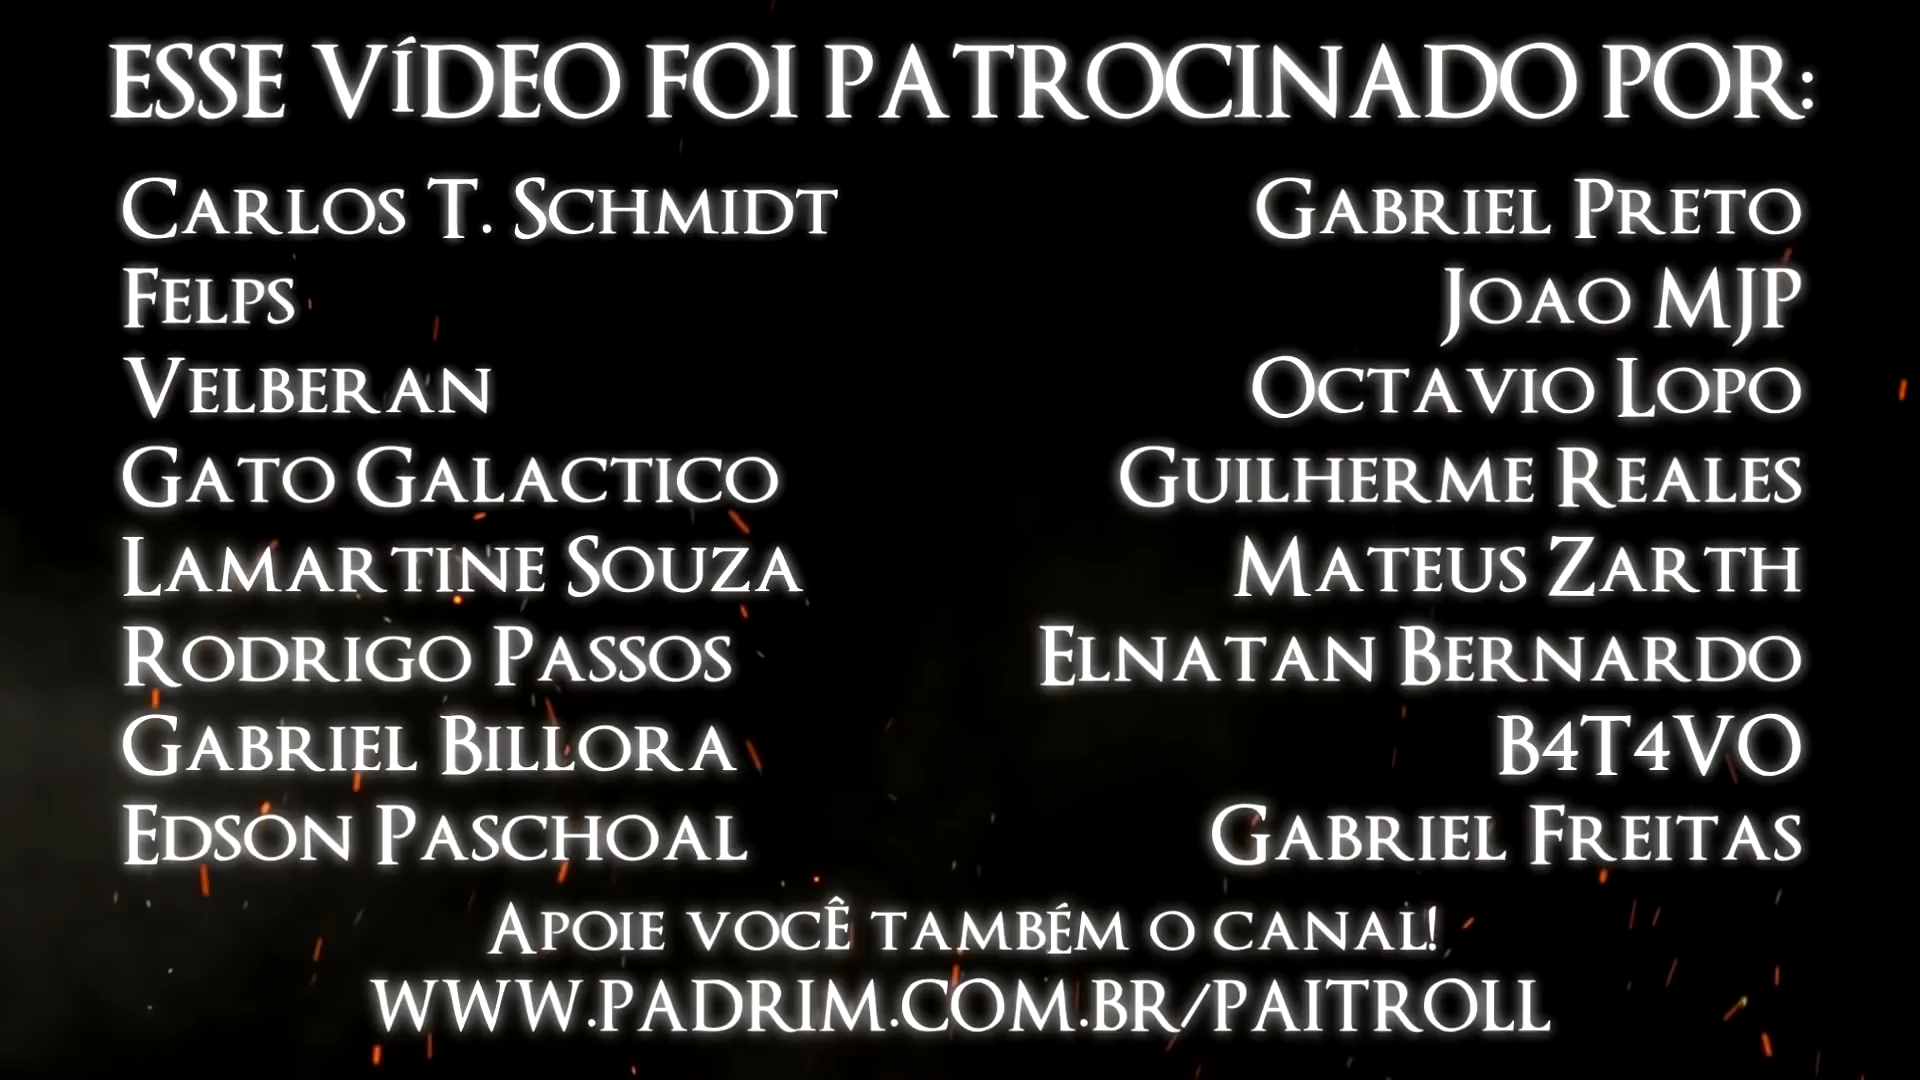 ESSE VÍDEO FOI PATROCINADO POR:
Carlos T. Schmidt
Felps
Velberan
Gato Galactico
Lamartine Souza
Rodrigo Passos
Gabriel Billora
Edson Paschoal
Gabriel Preto
Joao MJP
Octavio Lopo
Guilherme Reales
Mateus Zarth
Elnatan Bernardo
B4T4VO
Gabriel Freitas
Apoie você também o canal!
WWW.PADRIM.COM.BR/PAITROLL